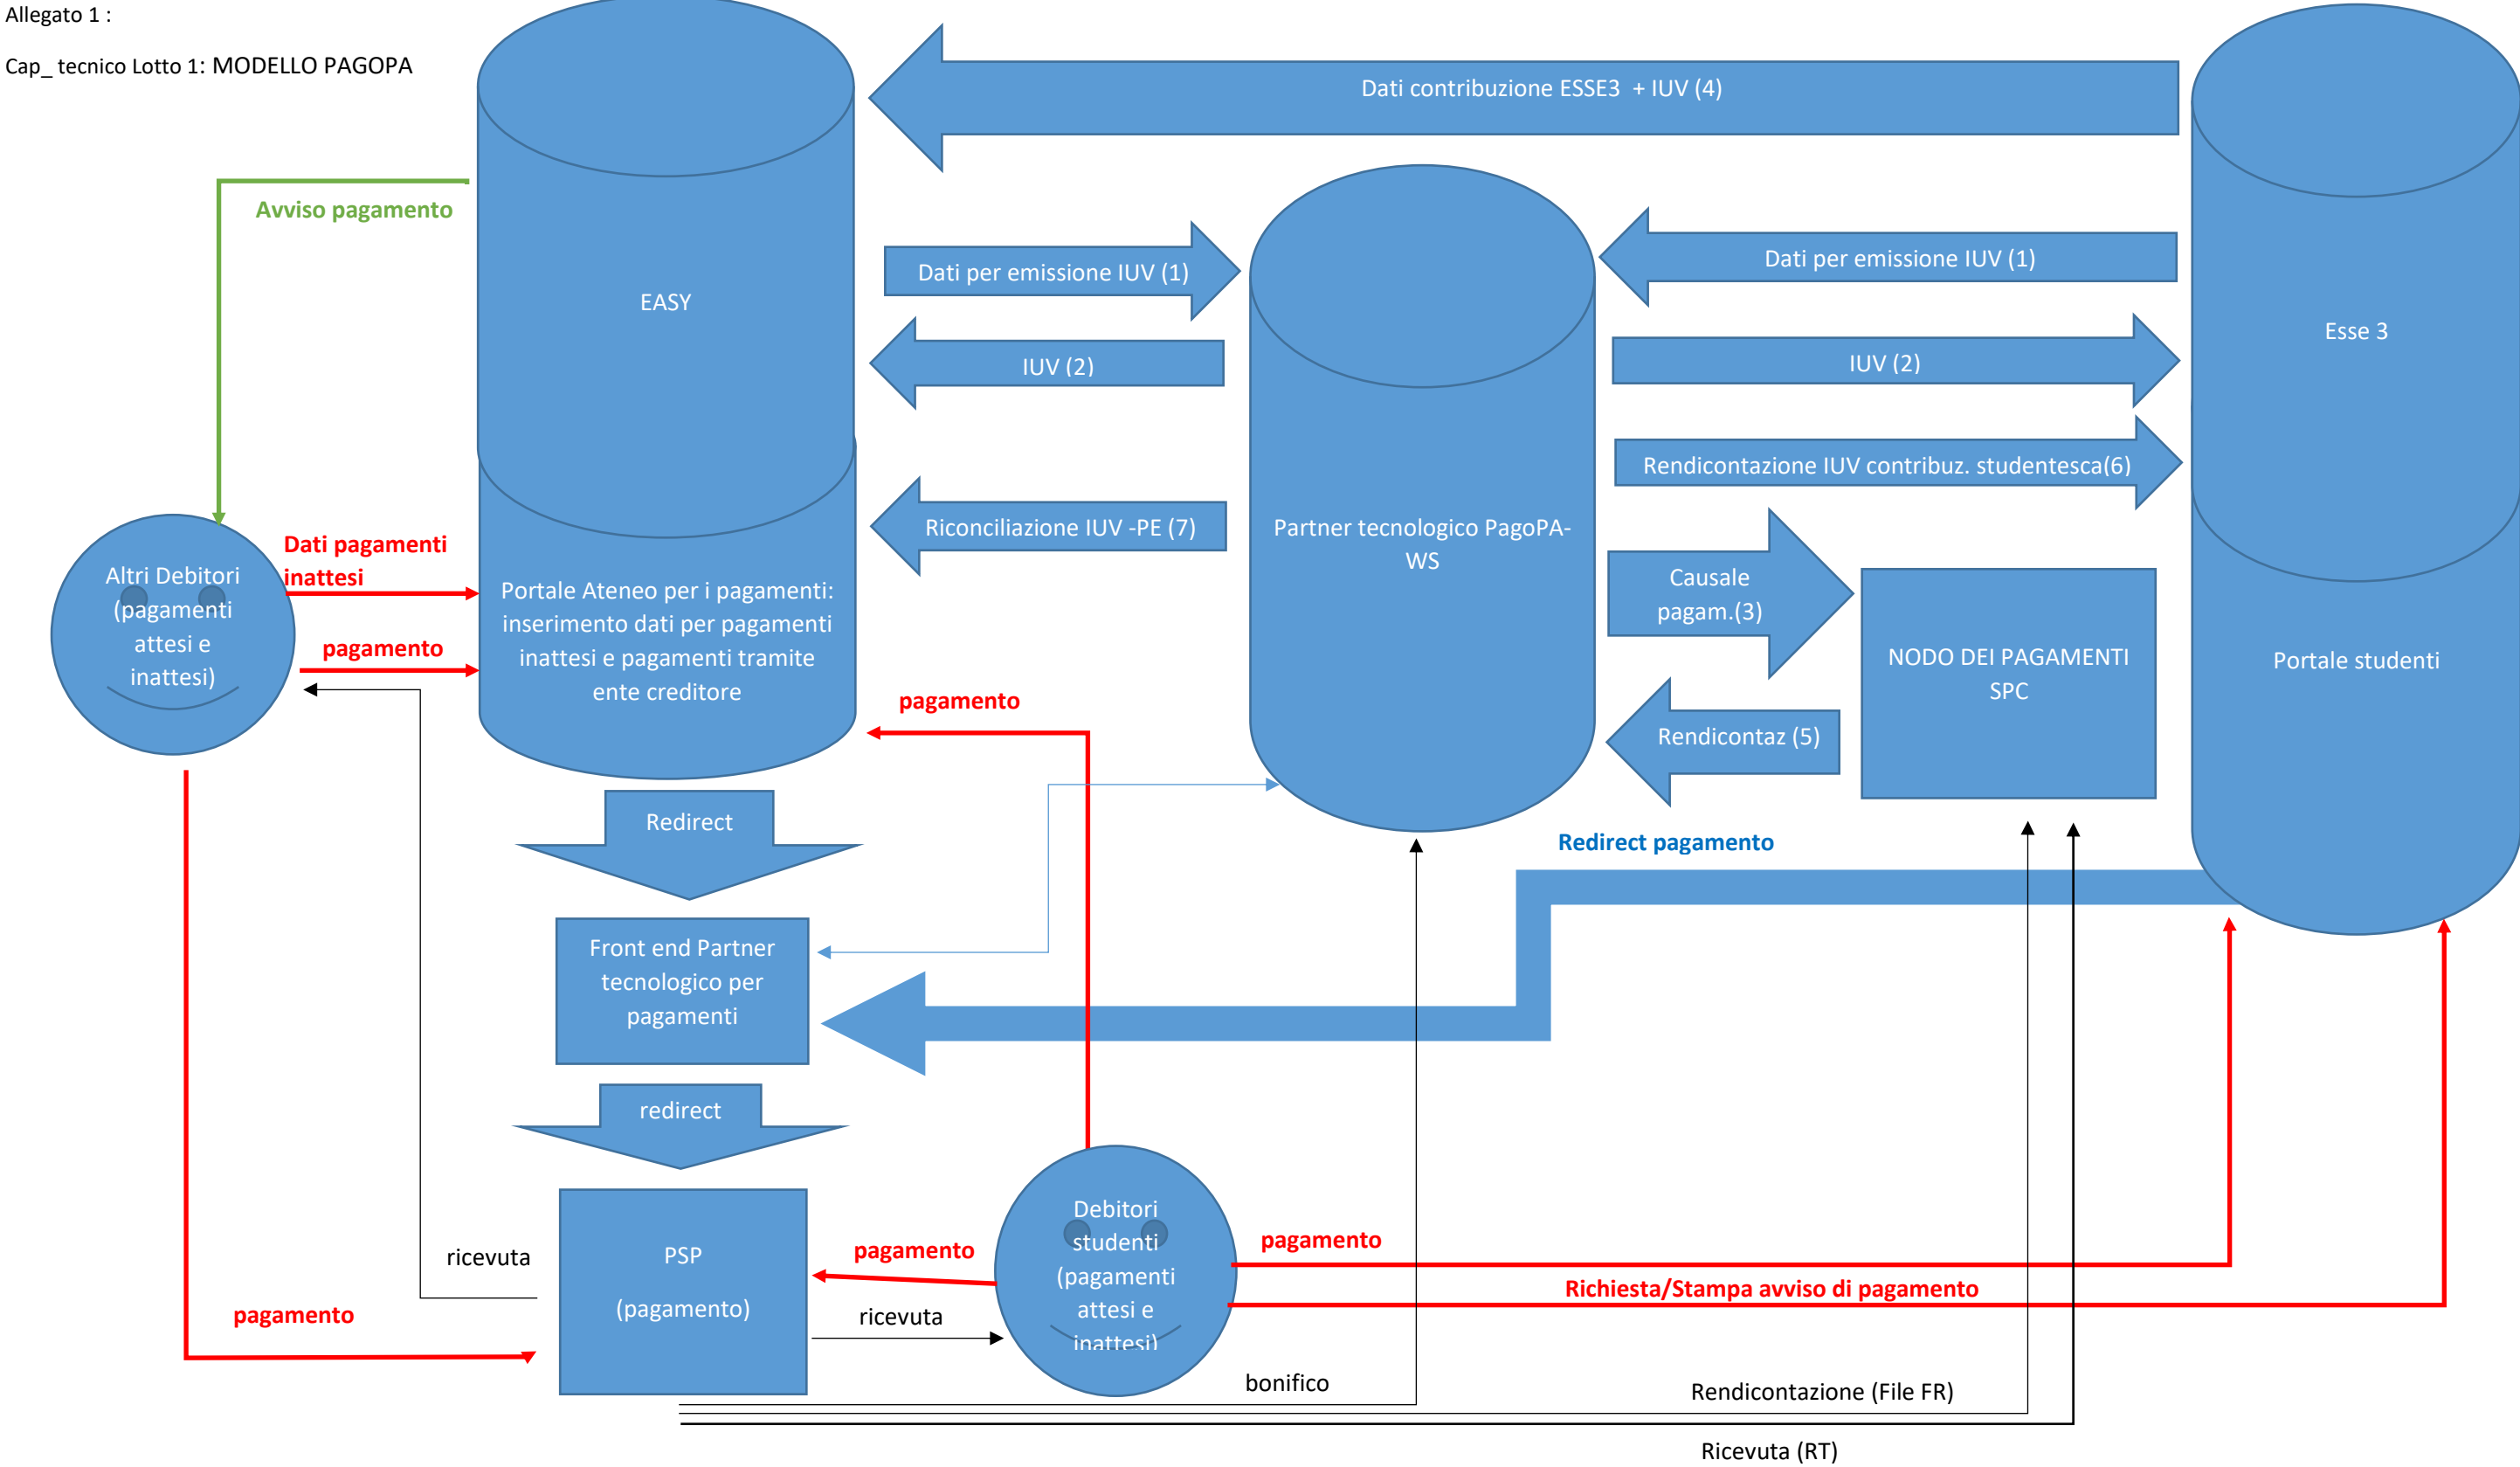 Allegato 1 :
Cap_ tecnico Lotto 1: MODELLO PAGOPA
Dati contribuzione ESSE3 + IUV (4)
Avviso pagamento
EASY
Dati per emissione IUV (1)
Dati per emissione IUV (1)
IUV (2)
IUV (2)
Esse 3
Rendicontazione IUV contribuz. studentesca(6)
Riconciliazione IUV -PE (7)
Partner tecnologico PagoPA-
WS
Causale
pagam.(3)
Dati pagamenti
inattesi
Altri Debitori
(pagamenti
attesi e
inattesi)
pagamento
Portale Ateneo per i pagamenti:
inserimento dati per pagamenti
inattesi e pagamenti tramite
ente creditore
NODO DEI PAGAMENTI
SPC
Portale studenti
pagamento
Rendicontaz (5)
Redirect
Redirect pagamento
Front end Partner
tecnologico per
pagamenti
redirect
PSP
(pagamento)
ricevuta
pagamento
pagamento
ricevuta
Debitori
studenti
(pagamenti
attesi e
inattesi)
pagamento
Richiesta/Stampa avviso di pagamento
bonifico
Rendicontazione (File FR)
Ricevuta (RT)